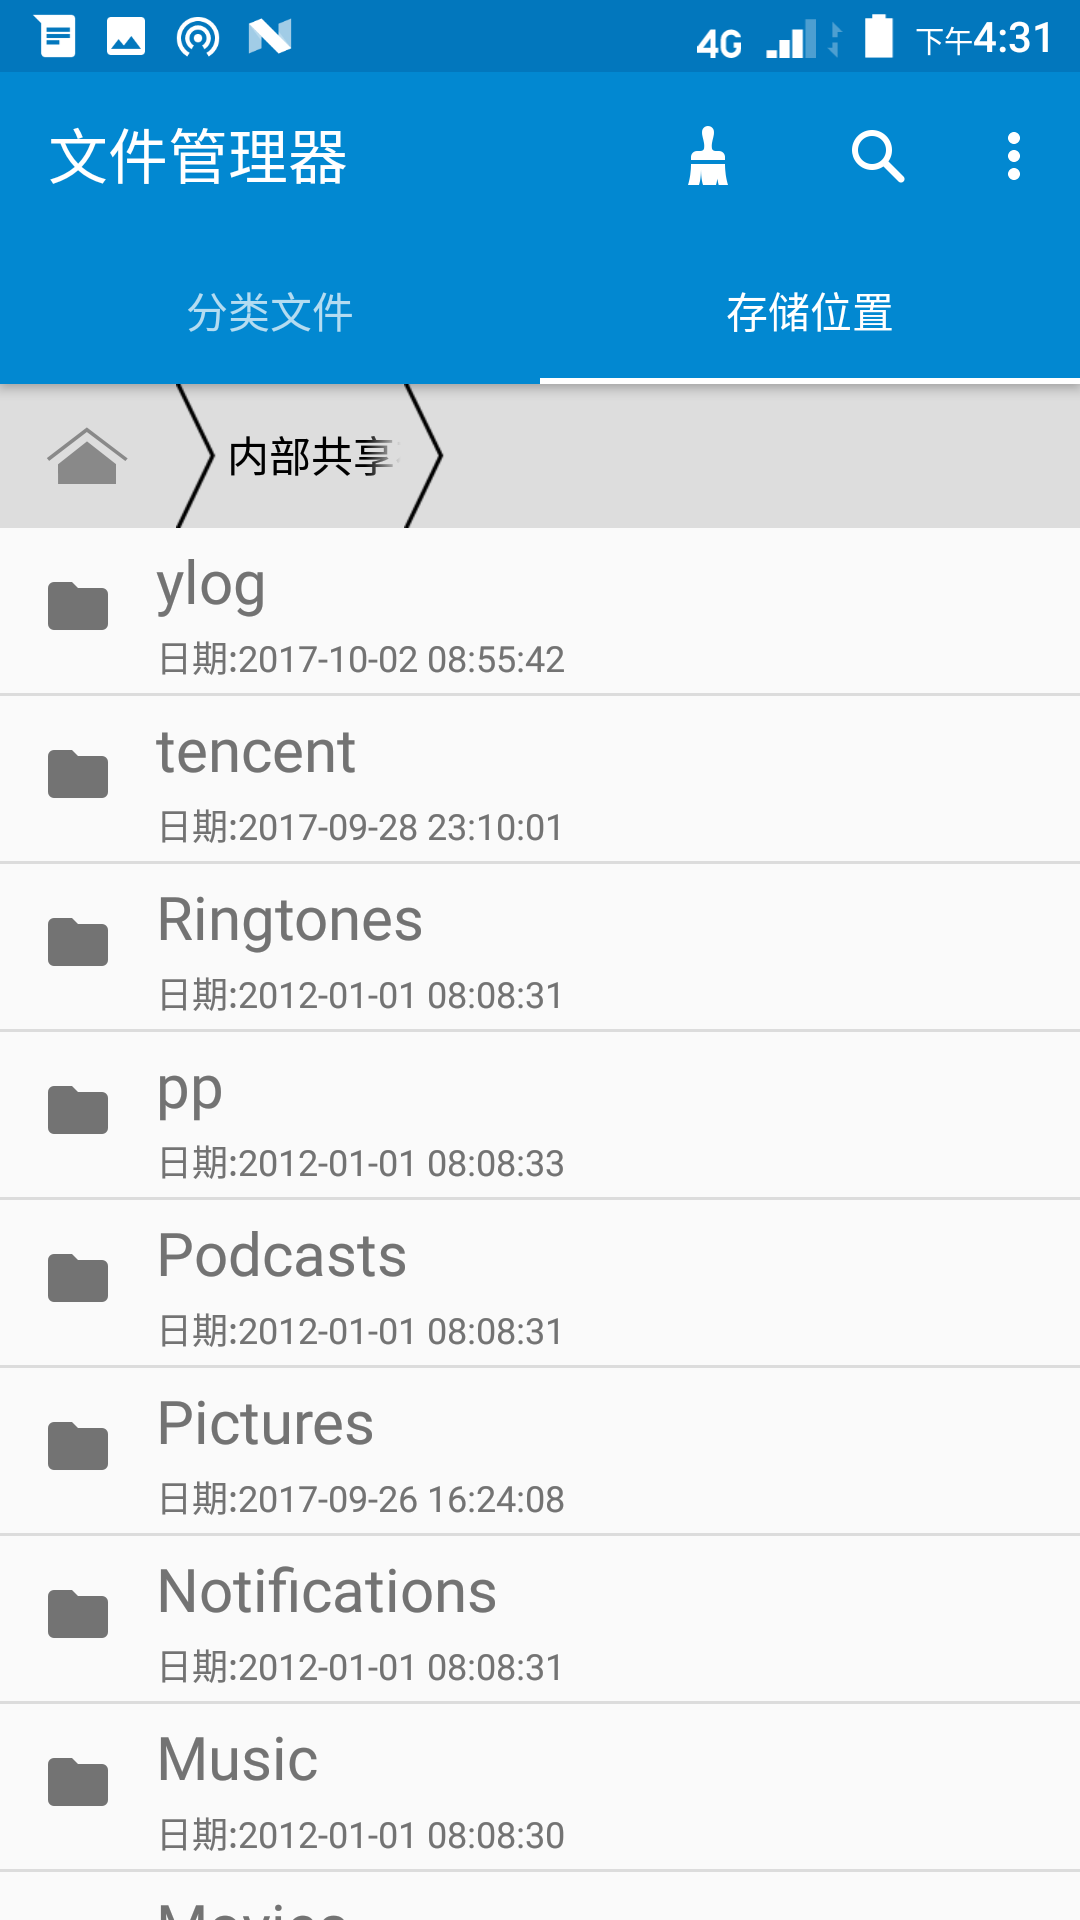 4G 下午4:31
文件管理器
分类文件 存储位置
内部共享
ylog
日期:2017-10-02 08:55:42
tencent
日期:2017-09-28 23:10:01
Ringtones
日期:2012-01-01 08:08:31
pp
日期:2012-01-01 08:08:33
Podcasts
日期:2012-01-01 08:08:31
Pictures
日期:2017-09-26 16:24:08
Notifications
日期:2012-01-01 08:08:31
Music
日期:2012-01-01 08:08:30
Movies